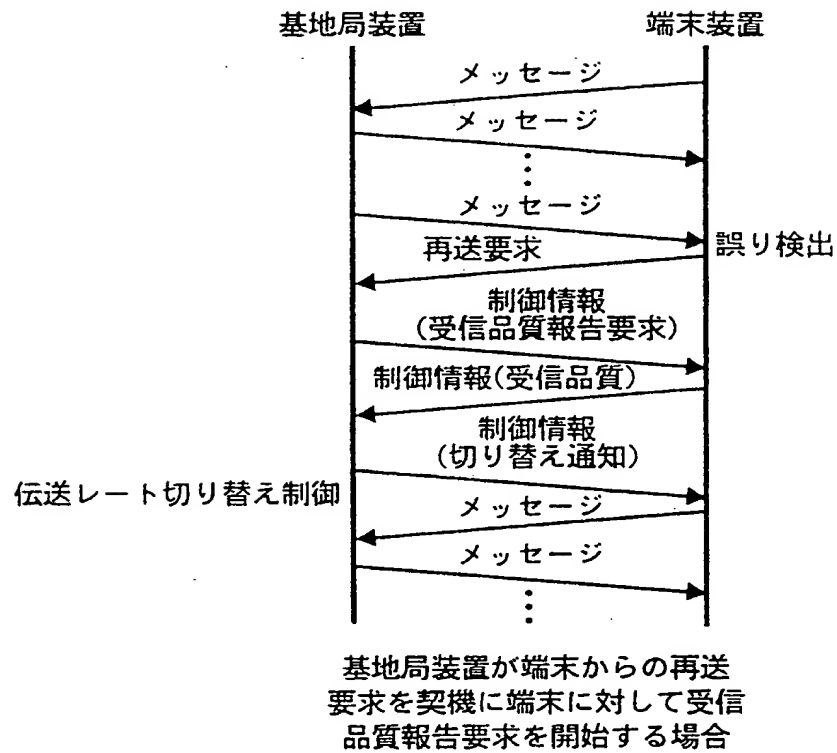 基地局装置
端末装置
メッセージ
メッセージ
メッセージ
再送要求
誤り検出
制御情報
(受信品質報告要求)
制御情報(受信品質)
制御情報
(切り替え通知)
伝送レート切り替え制御
メッセージ
メッセージ
基地局装置が端末からの再送
要求を契機に端末に対して受信
品質報告要求を開始する場合